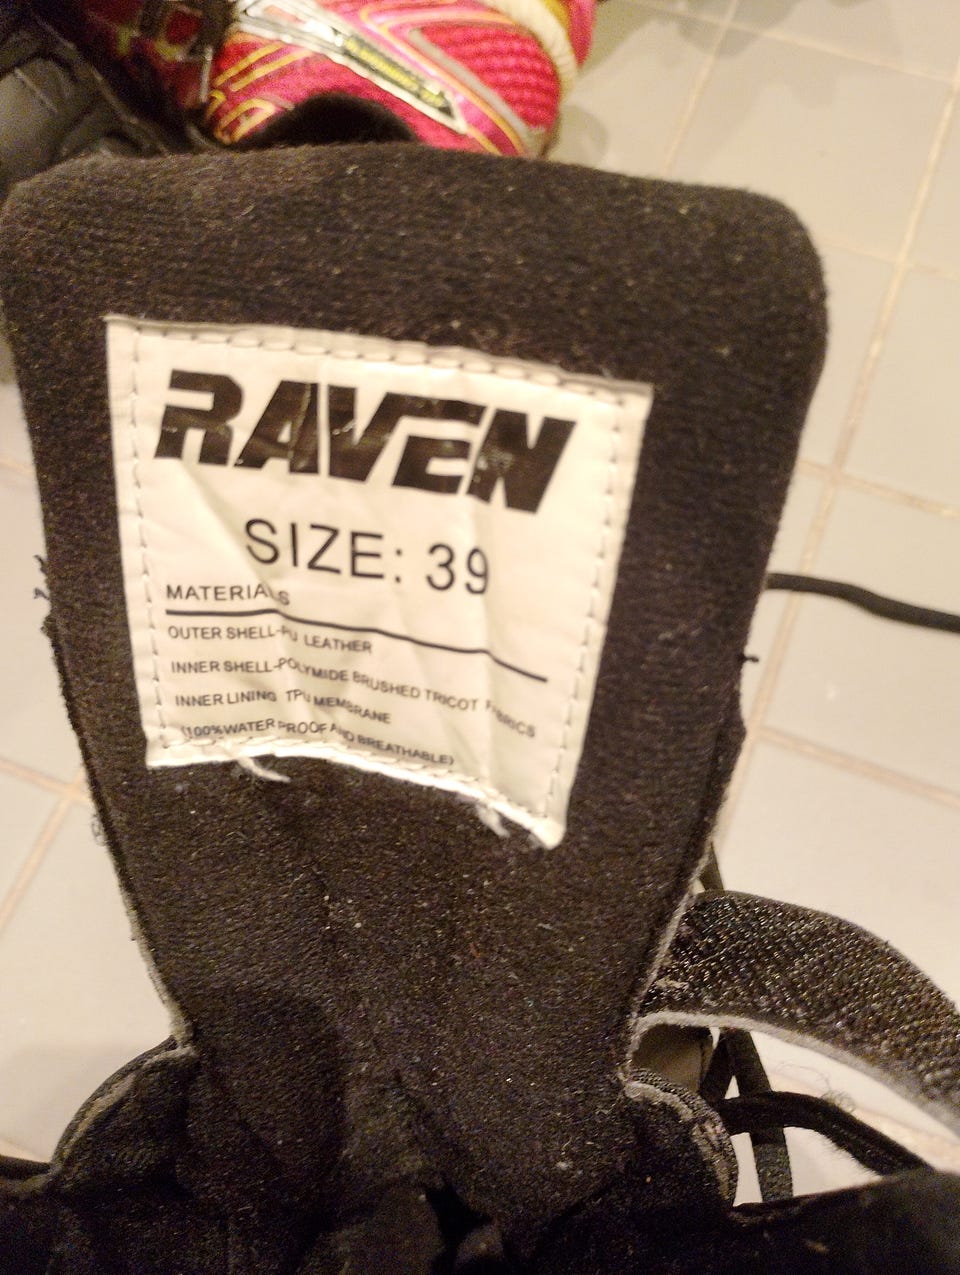 RAVEN
SIZE: 39
MATERIALS
OUTER SHELL-PU LEATHER
INNER SHELL-POLYMIDE BRUSHED TRICOT FABRICS
INNER LINING TPU MEMBRANE
(100%WATER PROOF AND BREATHABLE)